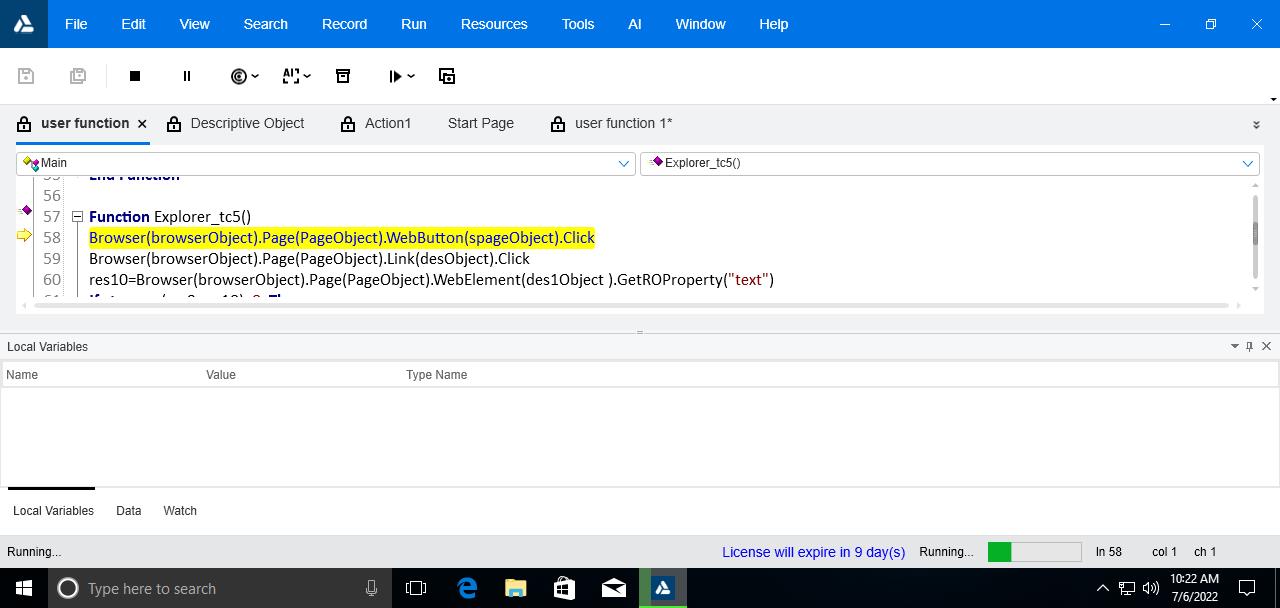 File Edit View Search Record Run Resources Tools AI Window Help
user function Descriptive Object Action1 Start Page user function 1*
Main Explorer_tc5()
55 End Function
56
57 Function Explorer_tc5()
58 Browser(browserObject).Page(PageObject).WebButton(spageObject).Click
59 Browser(browserObject).Page(PageObject).Link(desObject).Click
60 res10=Browser(browserObject).Page(PageObject).WebElement(des1Object ).GetROProperty("text")
61
Local Variables
Name Value Type Name
Local Variables Data Watch
Running... License will expire in 9 day(s) Running... ln 58 col 1 ch 1
Type here to search
10:22 AM
7/6/2022